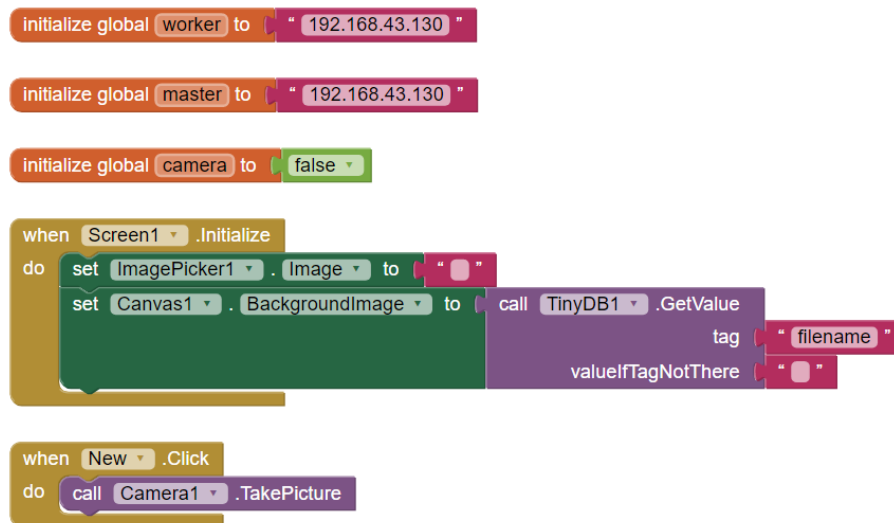 initialize global worker to " 192.168.43.130 "
initialize global master to " 192.168.43.130 "
initialize global camera to false
when Screen1 .Initialize
do set ImagePicker1 . Image to " "
set Canvas1 . BackgroundImage to call TinyDB1 .GetValue
tag " filename "
valueIfTagNotThere " "
when New .Click
do call Camera1 .TakePicture